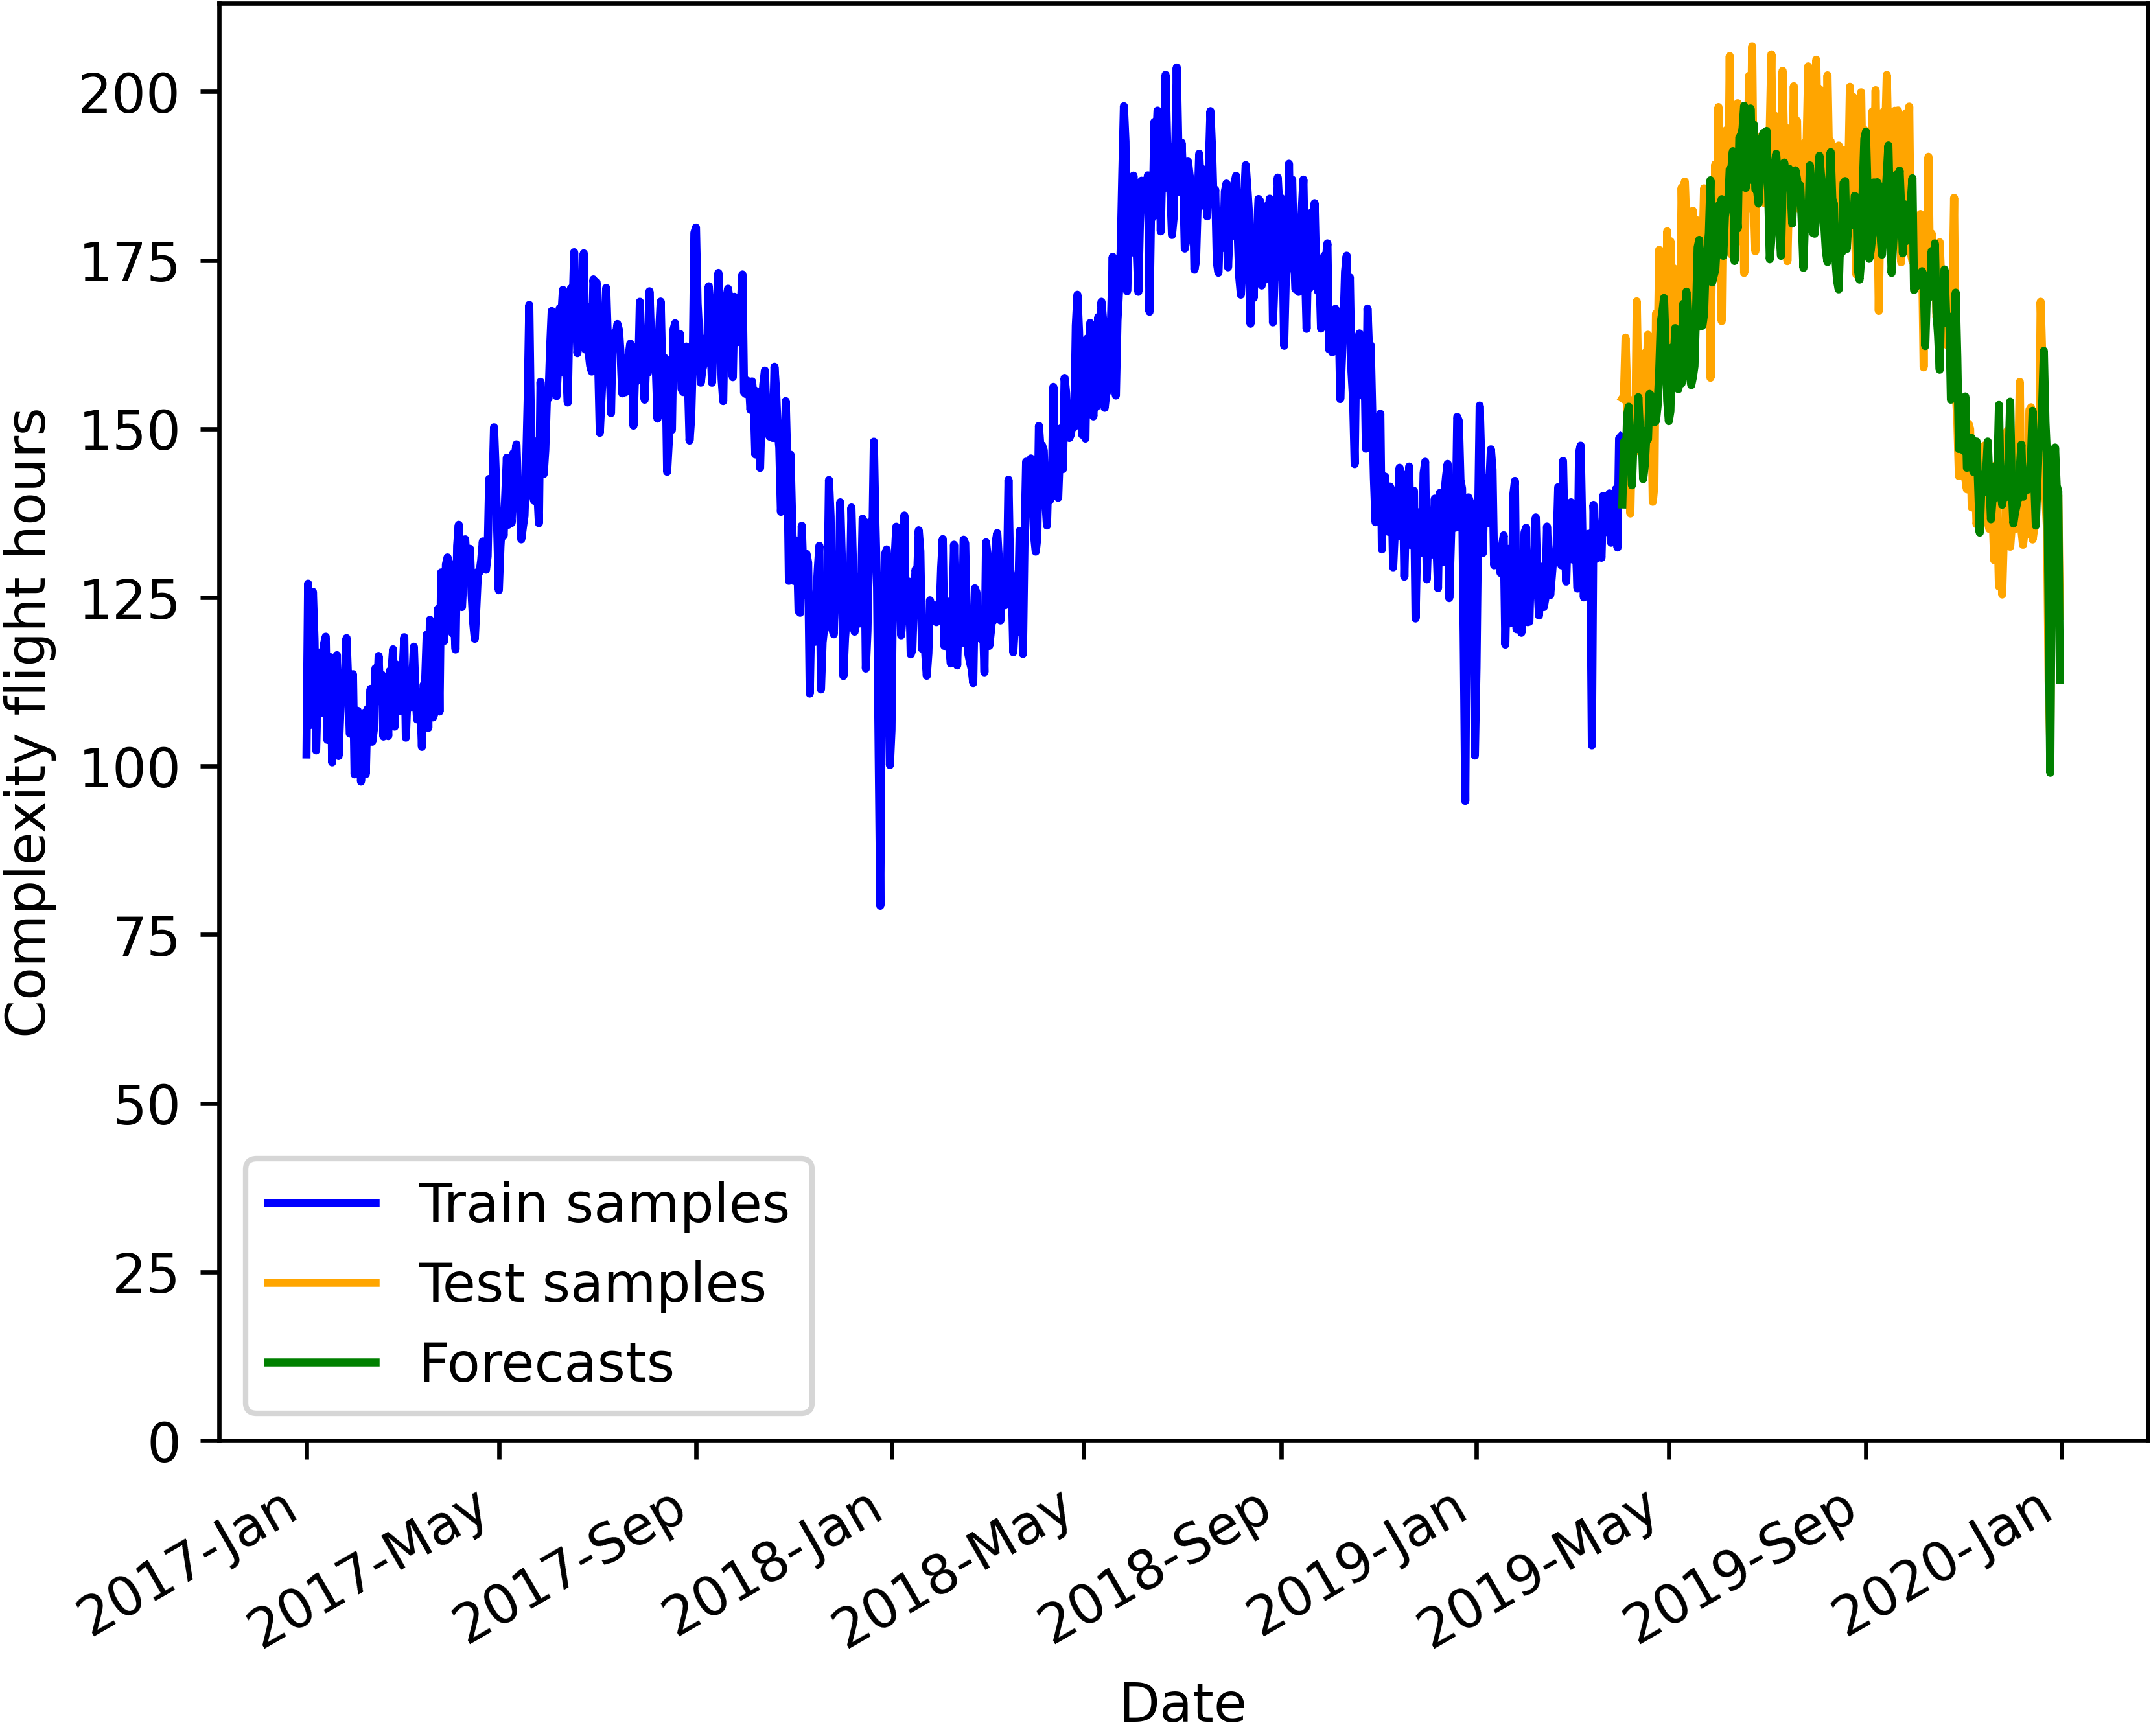 Complexity flight hours
200
175
150
125
100
75
50
25
0
Train samples
Test samples
Forecasts
2017-Jan
2017-May
2017-Sep
2018-Jan
2018-May
2018-Sep
2019-Jan
2019-May
2019-Sep
2020-Jan
Date